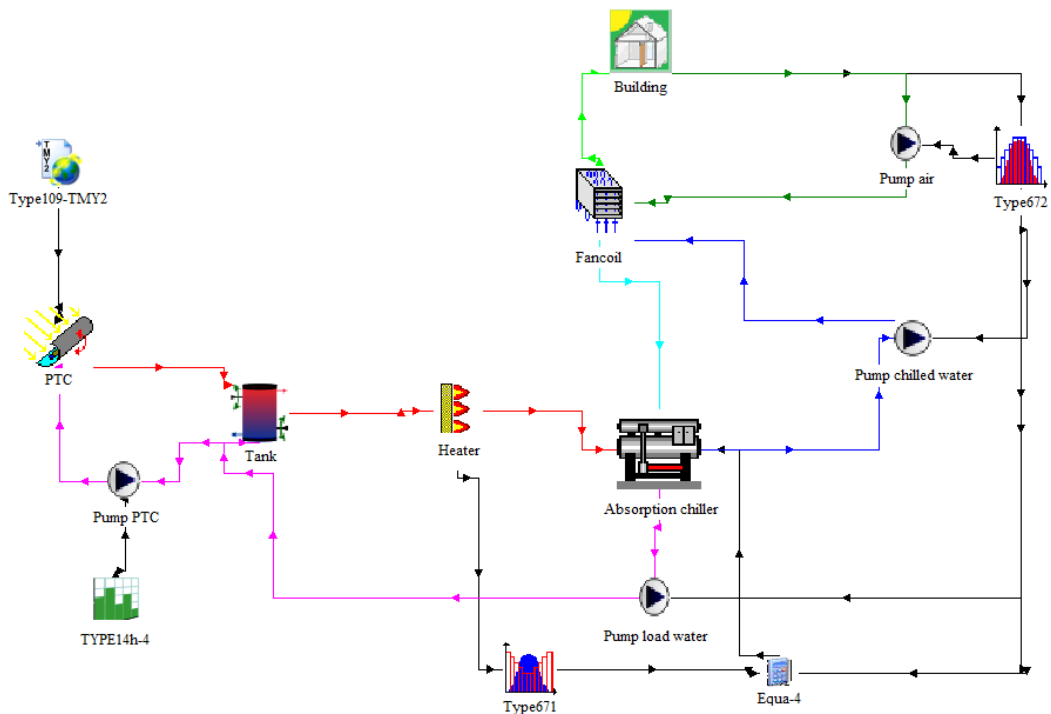 Building
TMY2
Type109-TMY2
Pump air
Type672
Fancoil
PTC
Pump chilled water
Tank
Heater
Absorption chiller
Pump PTC
TYPE14h-4
Pump load water
Type671
Equa-4